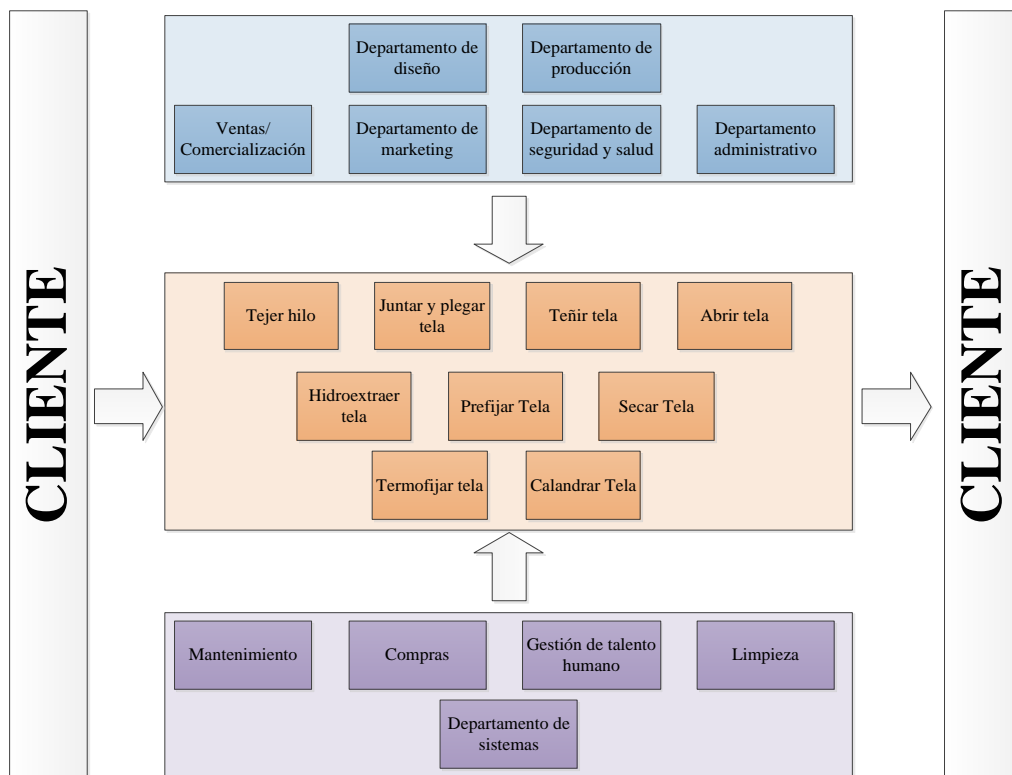 CLIENTE
Departamento de
diseño
Departamento de
producción
Ventas/
Comercialización
Departamento de
marketing
Departamento de
seguridad y salud
Departamento
administrativo
Tejer hilo
Juntar y plegar
tela
Teñir tela
Abrir tela
Hidroextraer
tela
Prefijar Tela
Secar Tela
Termofijar tela
Calandrar Tela
Mantenimiento
Compras
Gestión de talento
humano
Limpieza
Departamento de
sistemas
CLIENTE